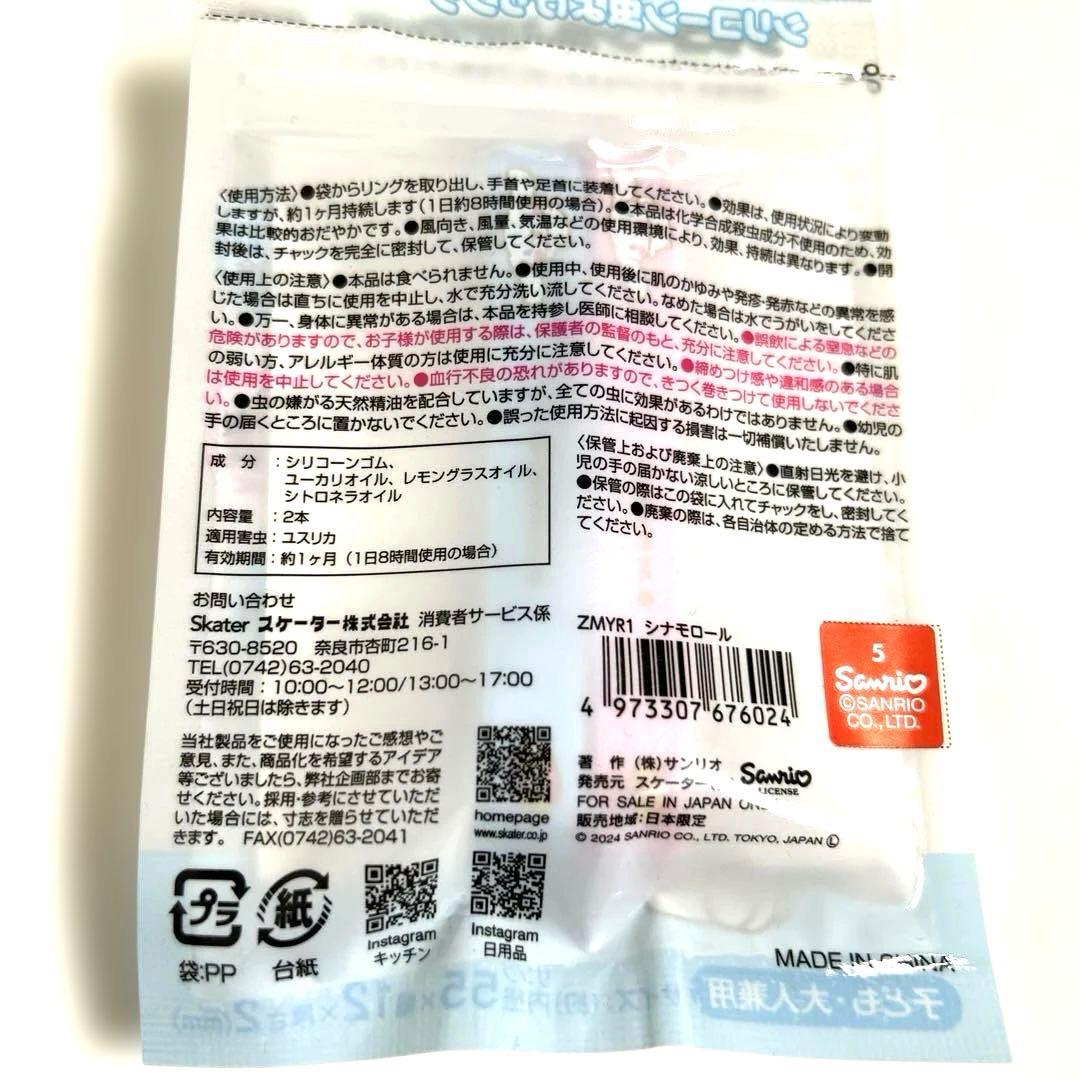 〈使用方法〉●袋からリングを取り出し、手首や足首に装着してください。●効果は、使用状況により変動
しますが、約1ヶ月持続します(1日約8時間使用の場合)。●本品は化学合成殺虫成分不使用のため、効
果は比較的おだやかです。●風向き、風量、気温などの使用環境により、効果、持続は異なります。●開
封後は、チャックを完全に密封して、保管してください。
〈使用上の注意〉●本品は食べられません。●使用中、使用後に肌のかゆみや発疹・発赤などの異常を感
じた場合は直ちに使用を中止し、水で充分洗い流してください。なめた場合は水でうがいをしてくださ
い。●万一、身体に異常がある場合は、本品を持参し医師に相談してください。●誤飲による窒息などの
危険がありますので、お子様が使用する際は、保護者の監督のもと、充分に注意してください。●特に肌
の弱い方、アレルギー体質の方は使用に充分に注意してください。●締めつけ感や違和感のある場合
は使用を中止してください。●血行不良の恐れがありますので、きつく巻きつけて使用しないでくださ
い。●虫の嫌がる天然精油を配合していますが、全ての虫に効果があるわけではありません。●幼児の
手の届くところに置かないでください。●誤った使用方法に起因する損害は一切補償いたしません。
成 分 :シリコーンゴム、
ユーカリオイル、レモングラスオイル、
シトロネラオイル
内容量 :2本
適用害虫:ユスリカ
有効期間:約1ヶ月(1日8時間使用の場合)
〈保管上および廃棄上の注意〉●直射日光を避け、小
児の手の届かない涼しいところに保管してください。
●保管の際はこの袋に入れてチャックをし、密封してく
ださい。●廃棄の際は、各自治体の定める方法で捨て
てください。
お問い合わせ
Skater スケーター株式会社 消費者サービス係
〒630-8520 奈良市杏町216-1
TEL(0742)63-2040
受付時間:10:00~12:00/13:00~17:00
(土日祝日は除きます)
当社製品をご使用になったご感想やご
意見、また、商品化を希望するアイデア
等ございましたら、弊社企画部までお寄
せください。採用・参考にさせていただ
いた場合には、寸志を贈らせていただ
きます。 FAX(0742)63-2041
homepage
www.skater.co.jp
ZMYR1 シナモロール
4 973307 676024
5
Sanrio
©SANRIO
CO., LTD.
著 作 (株)サンリオ
発売元 スケーター
Sanrio
LICENSE
FOR SALE IN JAPAN
販売地域:日本限定
© 2024 SANRIO CO., LTD. TOKYO, JAPAN Ⓛ
プラ
袋:PP
紙
台紙
Instagram
キッチン
Instagram
日用品
MADE IN CHINA
子ども・大人兼用